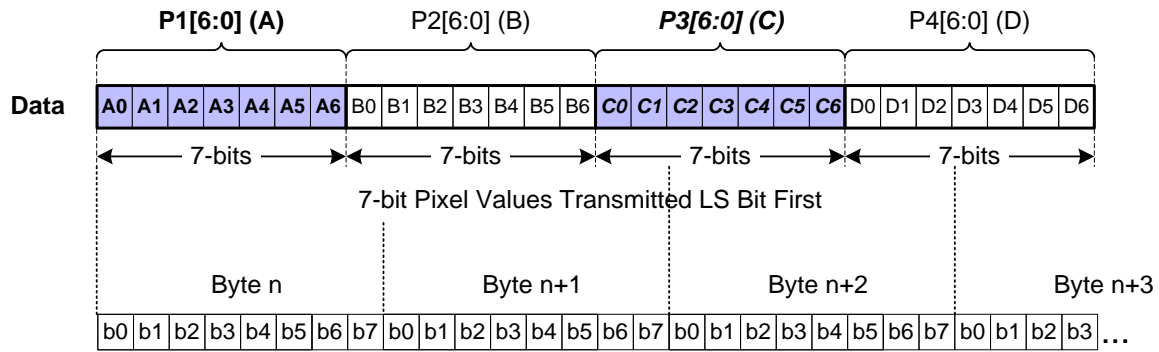 P1[6:0] (A) P2[6:0] (B) P3[6:0] (C) P4[6:0] (D)
Data A0 A1 A2 A3 A4 A5 A6 B0 B1 B2 B3 B4 B5 B6 C0 C1 C2 C3 C4 C5 C6 D0 D1 D2 D3 D4 D5 D6
7-bits 7-bits 7-bits 7-bits
7-bit Pixel Values Transmitted LS Bit First
Byte n Byte n+1 Byte n+2 Byte n+3
b0 b1 b2 b3 b4 b5 b6 b7 b0 b1 b2 b3 b4 b5 b6 b7 b0 b1 b2 b3 b4 b5 b6 b7 b0 b1 b2 b3 ...